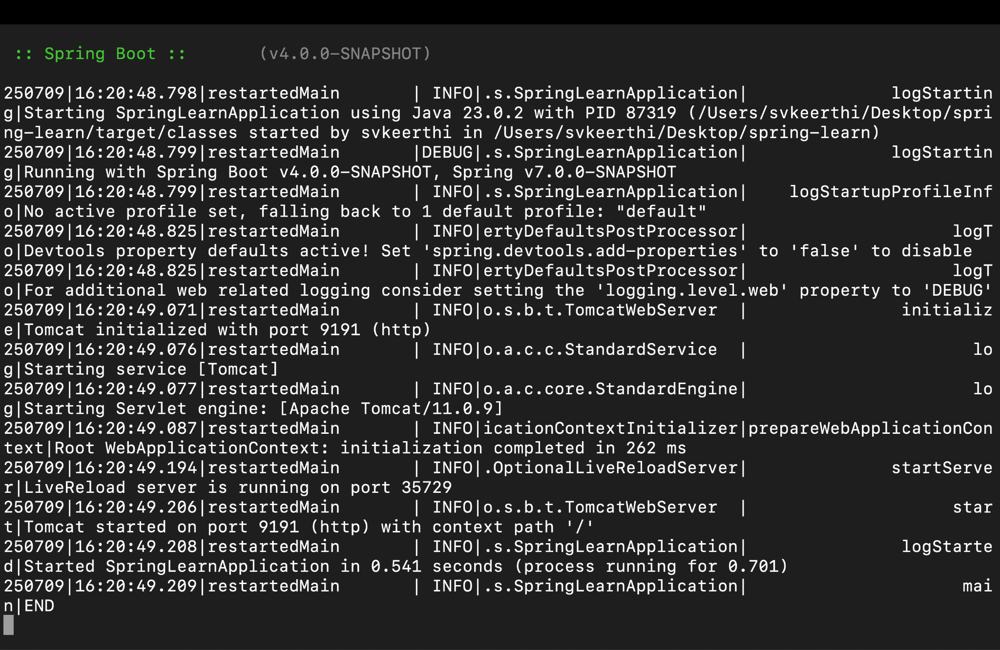 :: Spring Boot ::        (v4.0.0-SNAPSHOT)
250709|16:20:48.798|restartedMain       | INFO|.s.SpringLearnApplication|              logStartin
g|Starting SpringLearnApplication using Java 23.0.2 with PID 87319 (/Users/svkeerthi/Desktop/spri
ng-learn/target/classes started by svkeerthi in /Users/svkeerthi/Desktop/spring-learn)
250709|16:20:48.799|restartedMain       |DEBUG|.s.SpringLearnApplication|              logStartin
g|Running with Spring Boot v4.0.0-SNAPSHOT, Spring v7.0.0-SNAPSHOT
250709|16:20:48.799|restartedMain       | INFO|.s.SpringLearnApplication|    logStartupProfileInf
o|No active profile set, falling back to 1 default profile: "default"
250709|16:20:48.825|restartedMain       | INFO|ertyDefaultsPostProcessor|                    logT
o|Devtools property defaults active! Set 'spring.devtools.add-properties' to 'false' to disable
250709|16:20:48.825|restartedMain       | INFO|ertyDefaultsPostProcessor|                    logT
o|For additional web related logging consider setting the 'logging.level.web' property to 'DEBUG'
250709|16:20:49.071|restartedMain       | INFO|o.s.b.t.TomcatWebServer  |               initializ
e|Tomcat initialized with port 9191 (http)
250709|16:20:49.076|restartedMain       | INFO|o.a.c.c.StandardService  |                      lo
g|Starting service [Tomcat]
250709|16:20:49.077|restartedMain       | INFO|o.a.c.core.StandardEngine|                      lo
g|Starting Servlet engine: [Apache Tomcat/11.0.9]
250709|16:20:49.087|restartedMain       | INFO|icationContextInitializer|prepareWebApplicationCon
text|Root WebApplicationContext: initialization completed in 262 ms
250709|16:20:49.194|restartedMain       | INFO|.OptionalLiveReloadServer|              startServe
r|LiveReload server is running on port 35729
250709|16:20:49.206|restartedMain       | INFO|o.s.b.t.TomcatWebServer  |                    star
t|Tomcat started on port 9191 (http) with context path '/'
250709|16:20:49.208|restartedMain       | INFO|.s.SpringLearnApplication|               logStarte
d|Started SpringLearnApplication in 0.541 seconds (process running for 0.701)
250709|16:20:49.209|restartedMain       | INFO|.s.SpringLearnApplication|                     mai
n|END